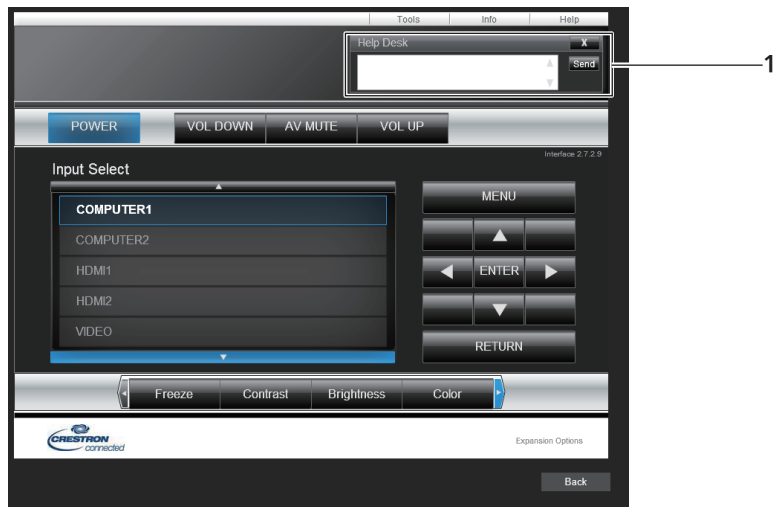 Tools Info Help
Help Desk X
Send
1
POWER VOL DOWN AV MUTE VOL UP
Interface 2.7.2.9
Input Select
COMPUTER1
COMPUTER2
HDMI1
HDMI2
VIDEO
MENU
ENTER
RETURN
Freeze Contrast Brightness Color
CRESTRON
connected
Expansion Options
Back